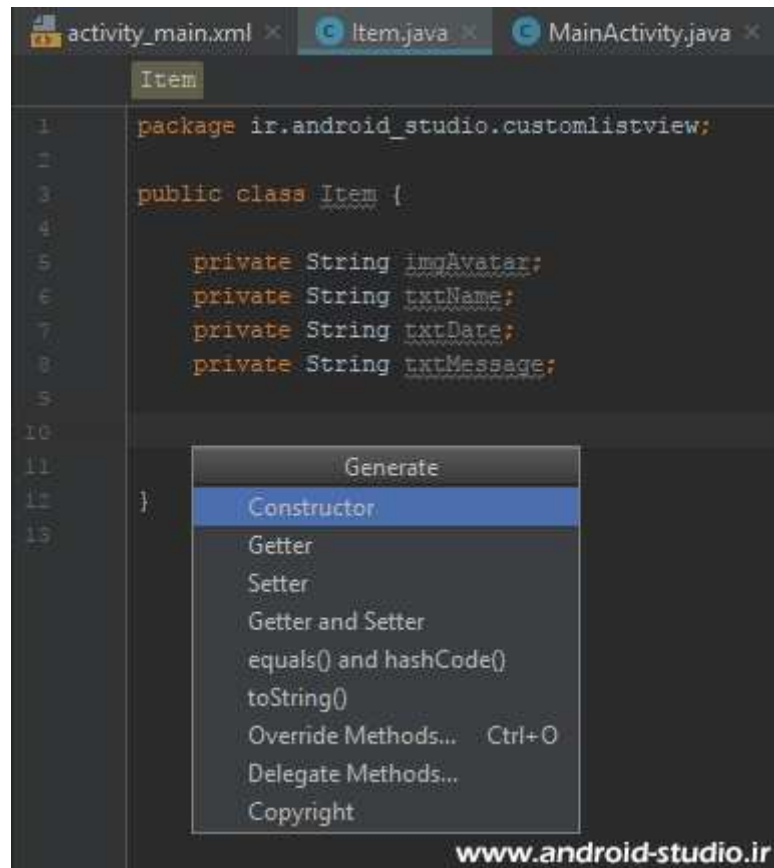 activity_main.xml Item.java MainActivity.java
Item
1 package ir.android_studio.customlistview;
2
3 public class Item {
4
5 private String imgAvatar;
6 private String txtName;
7 private String txtDate;
8 private String txtMessage;
9
10
11
12 }
13
Generate
Constructor
Getter
Setter
Getter and Setter
equals() and hashCode()
toString()
Override Methods... Ctrl+O
Delegate Methods...
Copyright
www.android-studio.ir